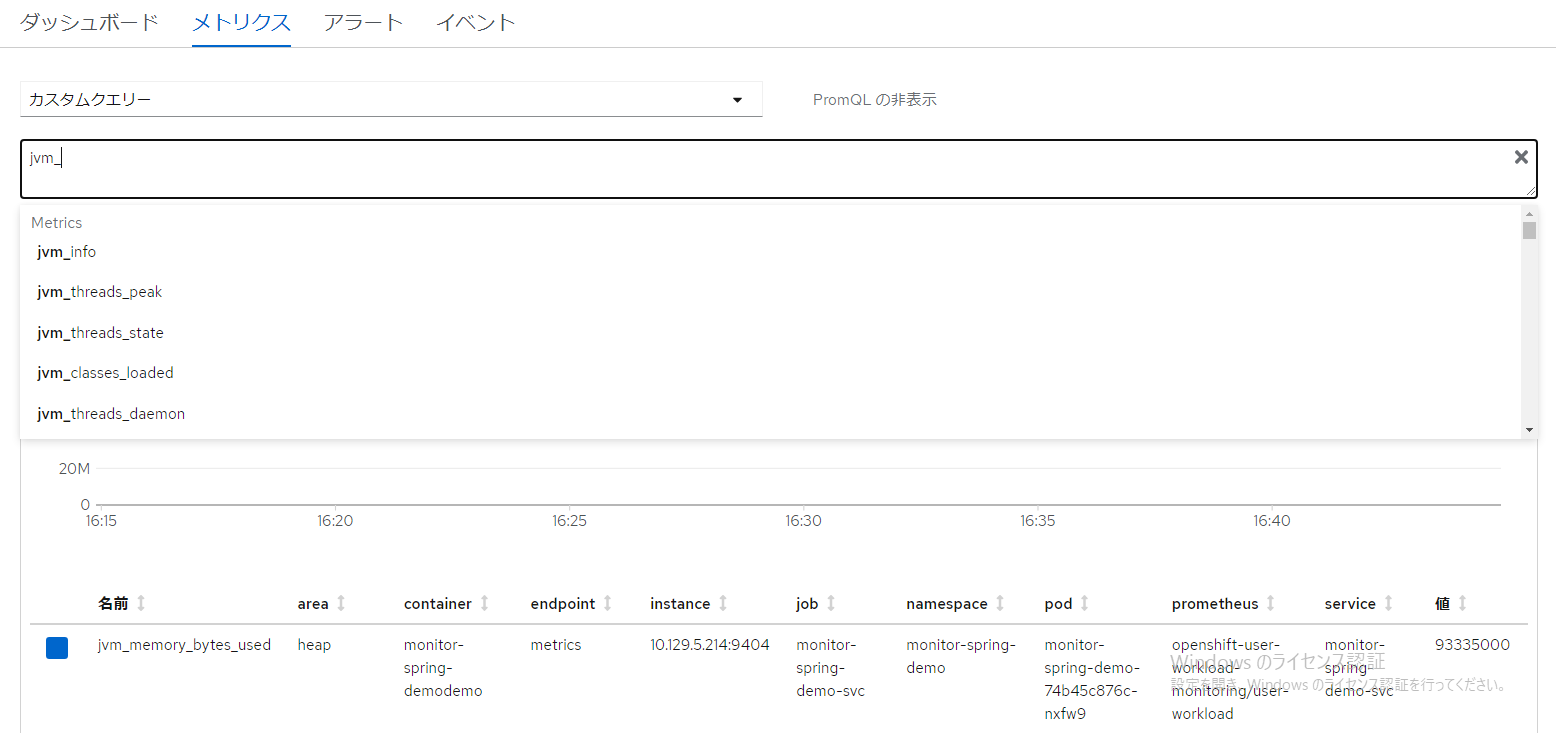 ダッシュボード メトリクス アラート イベント
カスタムクエリー PromQL の非表示
jvm_
Metrics
jvm_info
jvm_threads_peak
jvm_threads_state
jvm_classes_loaded
jvm_threads_daemon
20M
0
16:15 16:20 16:25 16:30 16:35 16:40
名前 area container endpoint instance job namespace pod prometheus service 値
jvm_memory_bytes_used heap monitor- metrics 10.129.5.214:9404 monitor- monitor-spring- monitor- openshift-user- monitor- 93335000
spring- spring- demo spring-demo- workload- spring-
demodemo demo-svc 74b45c876c- monitoring/user- demo-svc
nxfw9 workload
Windows のライセンス認証
設定を開き、Windows のライセンス認証を行ってください。